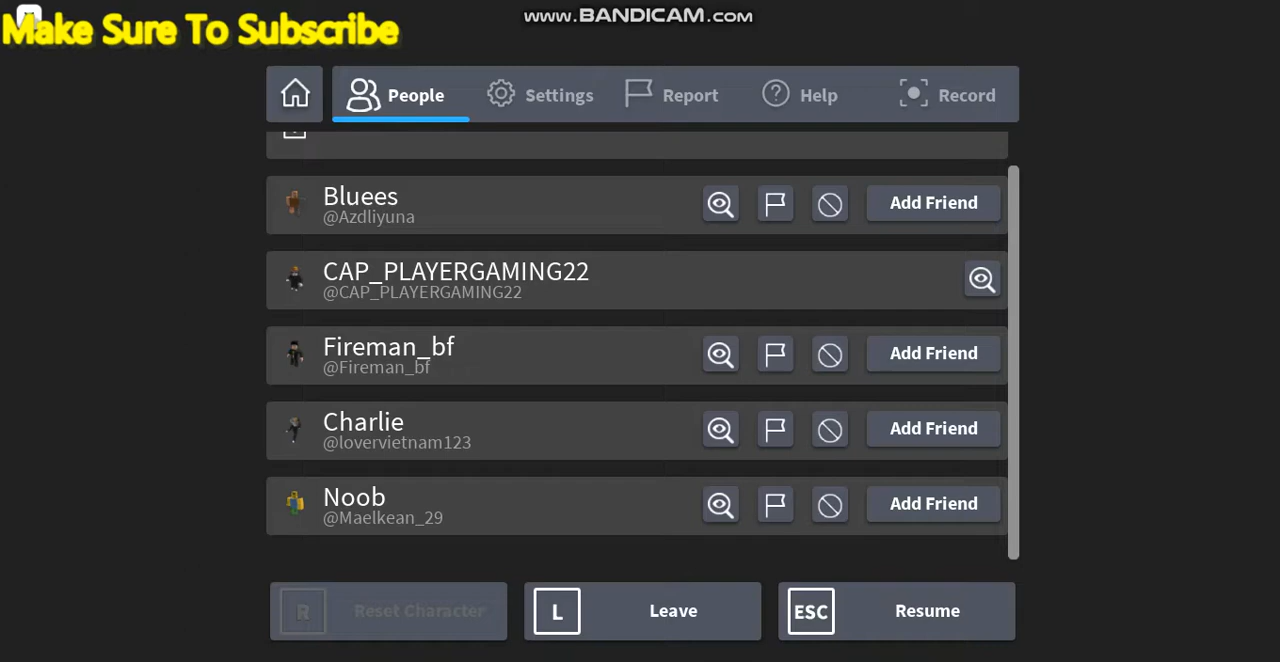 www.BANDICAM.com
Make Sure To Subscribe
People Settings Report Help Record
Bluees
@Azdliyuna
Add Friend
CAP_PLAYERGAMING22
@CAP_PLAYERGAMING22
Fireman_bf
@Fireman_bf
Add Friend
Charlie
@lovervietnam123
Add Friend
Noob
@Maelkean_29
Add Friend
R Reset Character L Leave ESC Resume